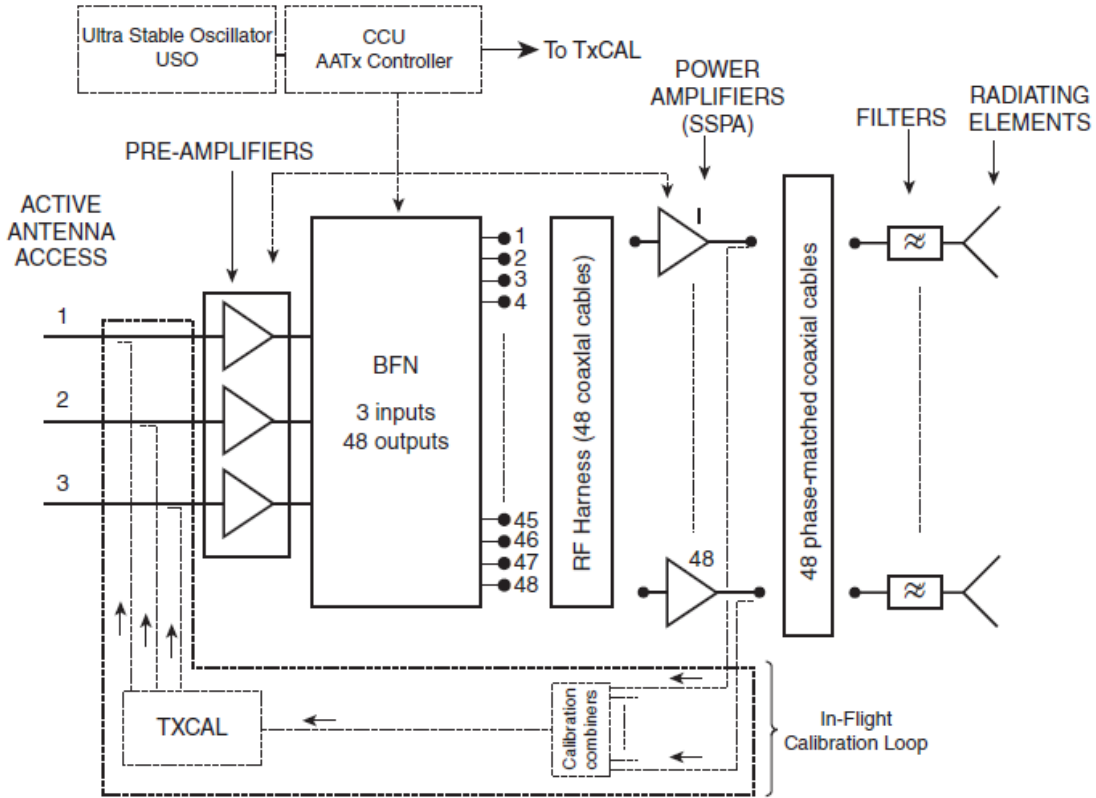 Ultra Stable Oscillator
USO
CCU
AATx Controller
To TxCAL
POWER
AMPLIFIERS
(SSPA)
FILTERS
RADIATING
ELEMENTS
PRE-AMPLIFIERS
ACTIVE
ANTENNA
ACCESS
1
2
3
BFN
3 inputs
48 outputs
1
2
3
4
45
46
47
48
RF Harness (48 coaxlal cables)
I
48
48 phase-matched coaxial cables
≈
≈
TXCAL
Calibration
combiners
In-Flight
Calibration Loop